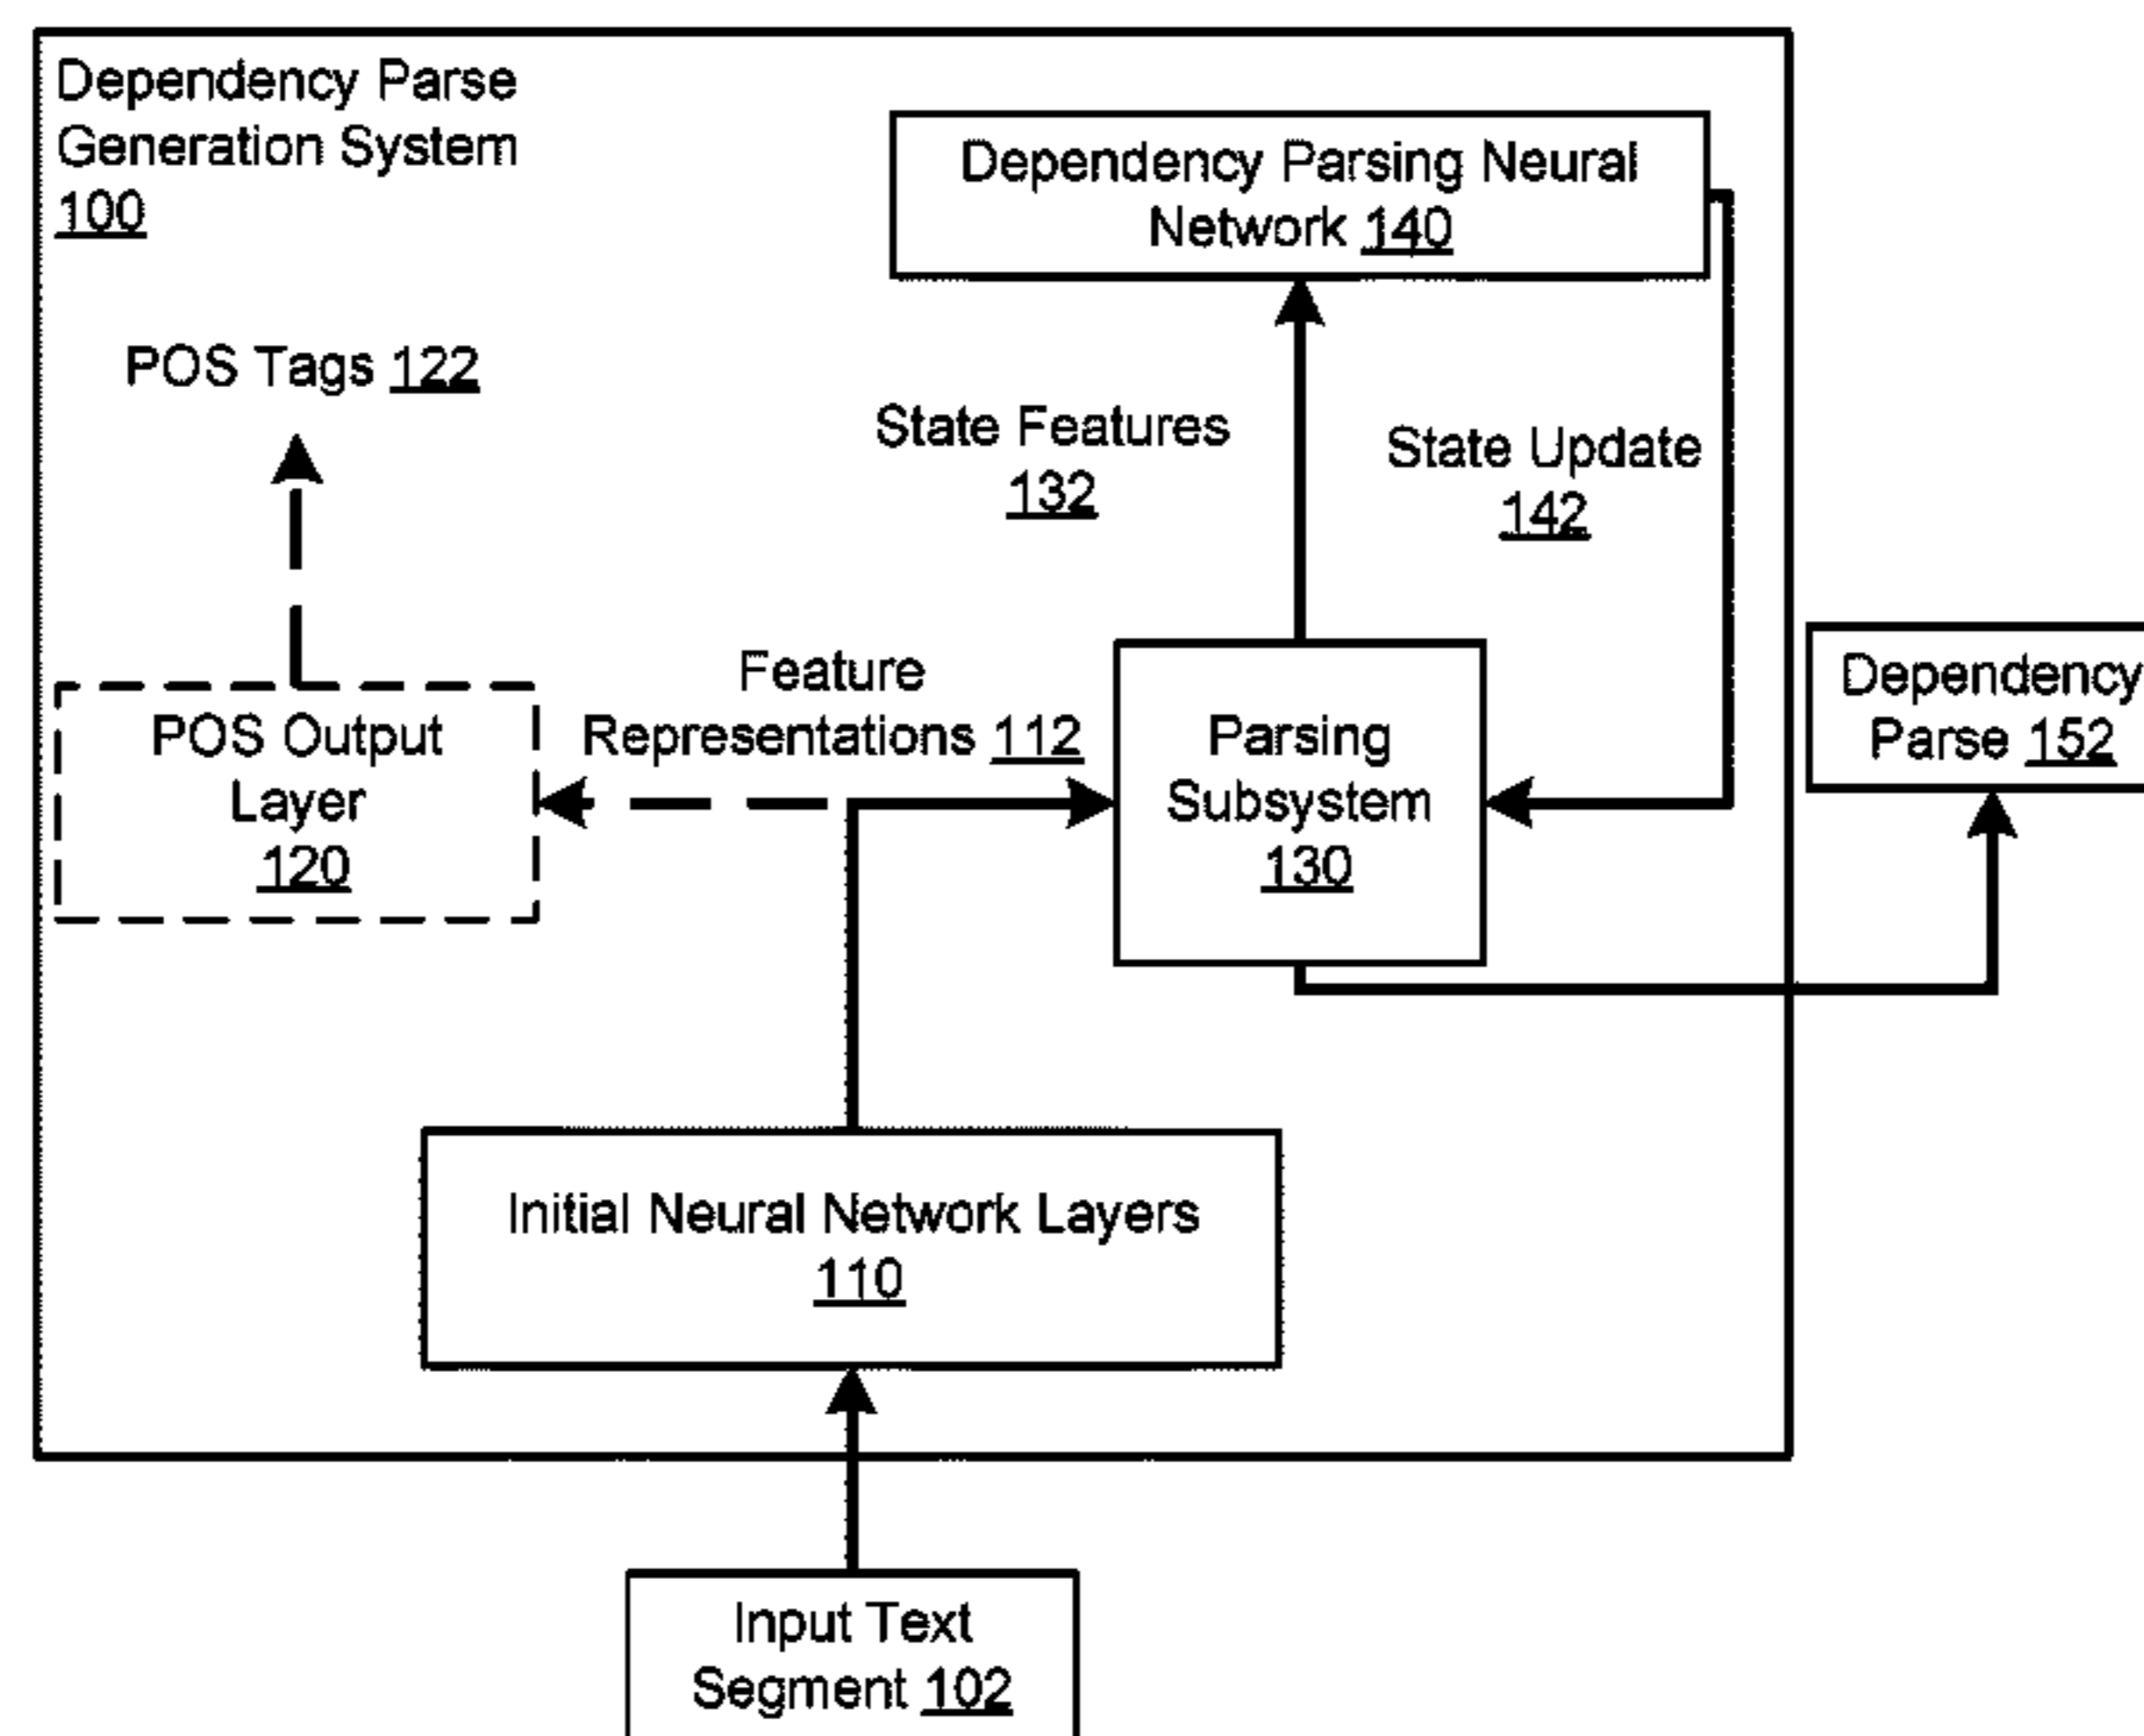 Dependency Parse
Generation System
100
Dependency Parsing Neural
Network 140
POS Tags 122
State Features
132
State Update
142
Feature
Representations 112
POS Output
Layer
120
Parsing
Subsystem
130
Dependency
Parse 152
Initial Neural Network Layers
110
Input Text
Segment 102